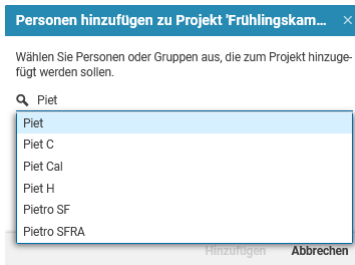 Personen hinzufügen zu Projekt 'Frühlingskam... ×
Wählen Sie Personen oder Gruppen aus, die zum Projekt hinzuge-
fügt werden sollen.
Piet
Piet
Piet C
Piet Cal
Piet H
Pietro SF
Pietro SFRA
Hinzufügen Abbrechen